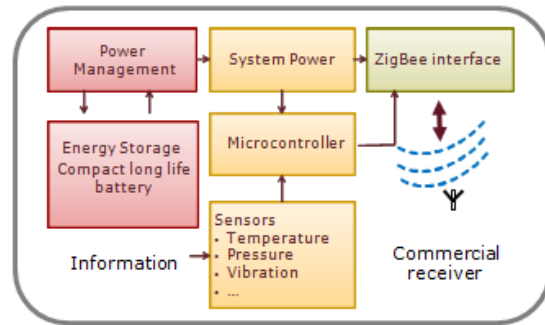 Power
Management
System Power
ZigBee interface
Energy Storage
Compact long life
battery
Microcontroller
Sensors
• Temperature
• Pressure
• Vibration
• ...
Information
Commercial
receiver